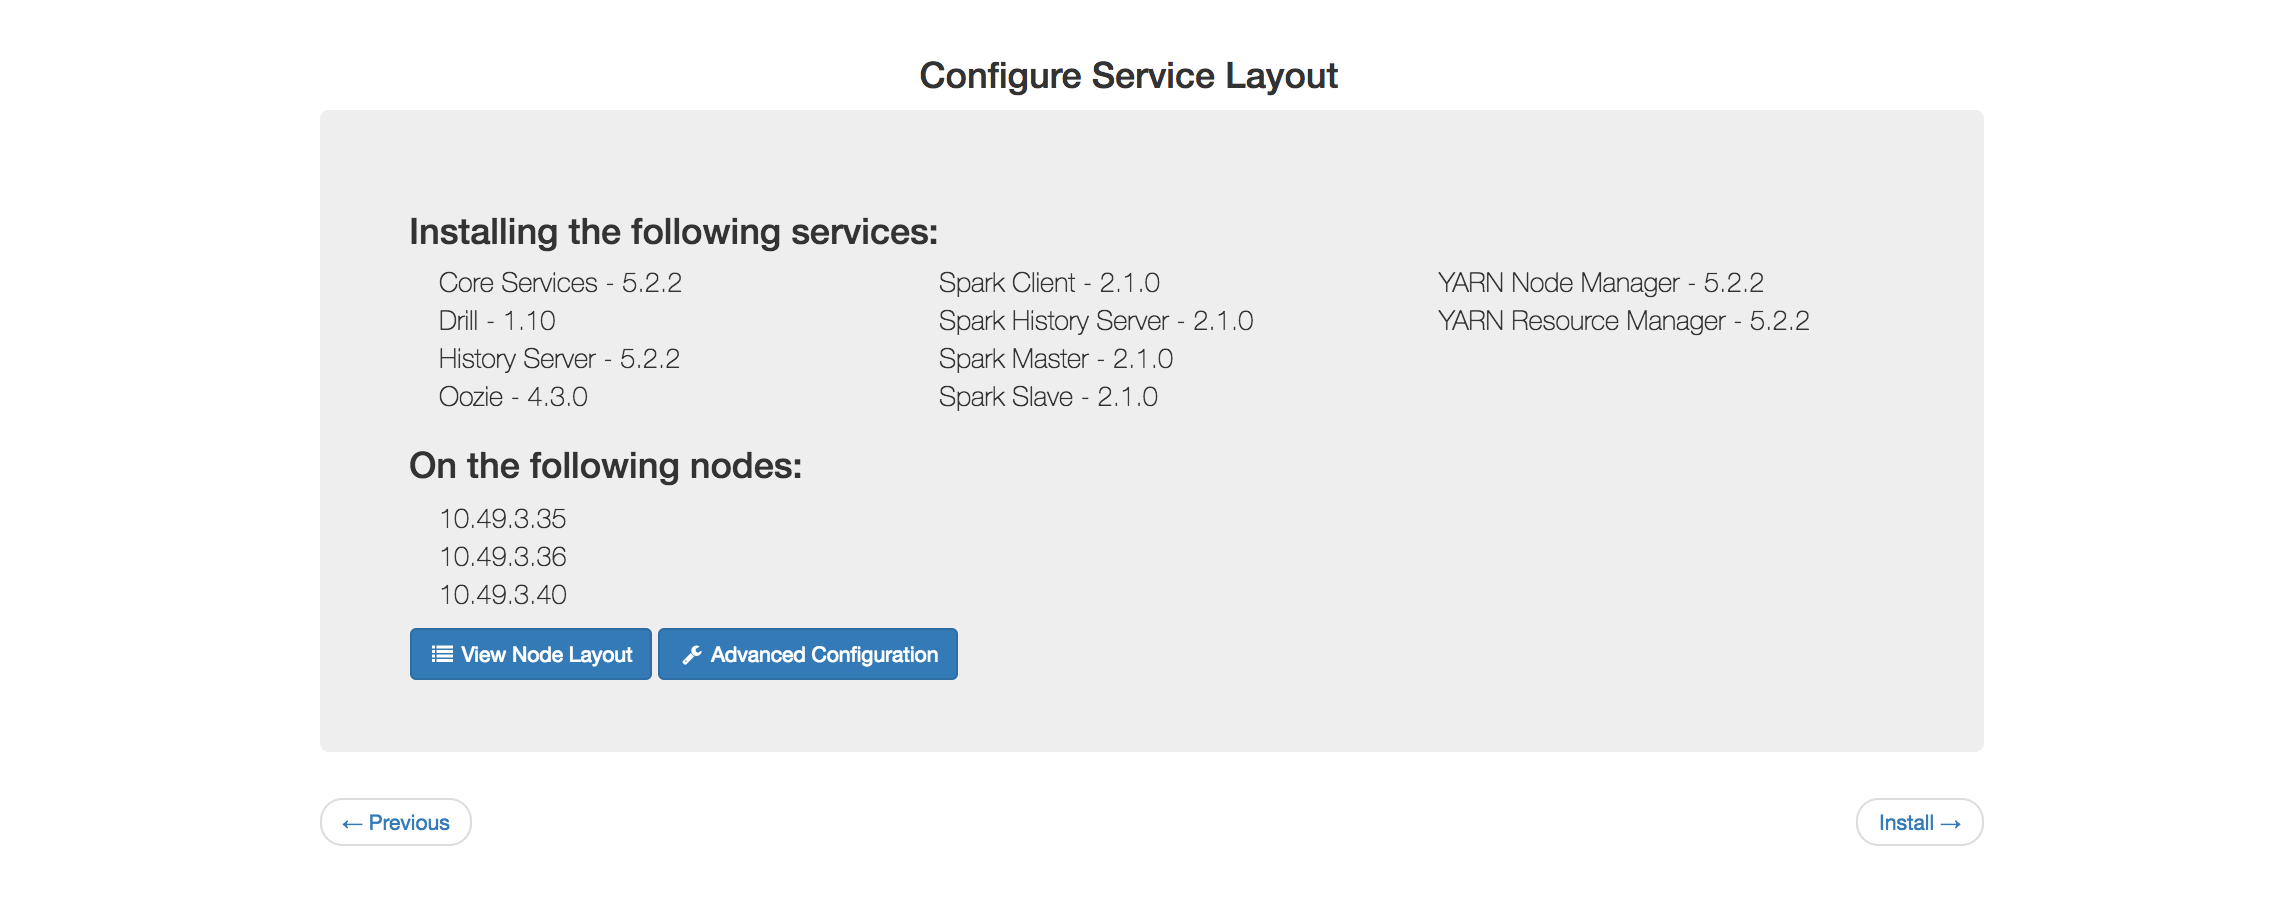 Configure Service Layout
Installing the following services:
Core Services - 5.2.2
Drill - 1.10
History Server - 5.2.2
Oozie - 4.3.0
Spark Client - 2.1.0
Spark History Server - 2.1.0
Spark Master - 2.1.0
Spark Slave - 2.1.0
YARN Node Manager - 5.2.2
YARN Resource Manager - 5.2.2
On the following nodes:
10.49.3.35
10.49.3.36
10.49.3.40
View Node Layout
Advanced Configuration
← Previous
Install →